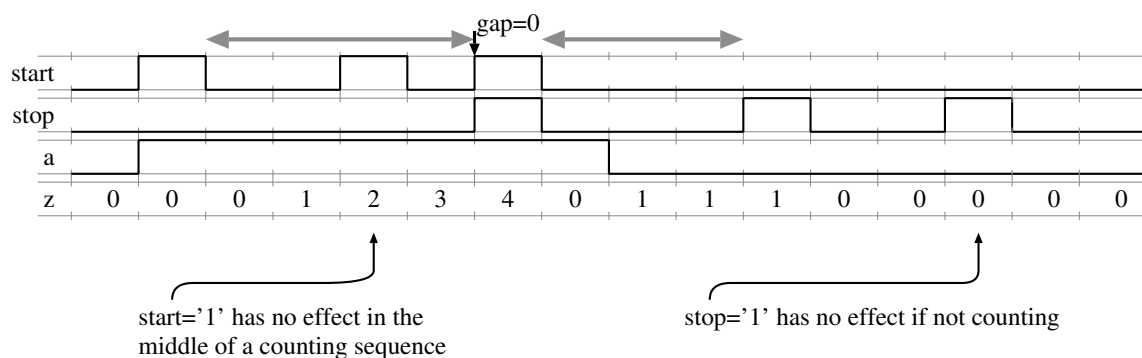 gap=0
start
stop
a
z 0 0 0 1 2 3 4 0 1 1 1 0 0 0 0 0
start=’1’ has no effect in the
middle of a counting sequence
stop=’1’ has no effect if not counting